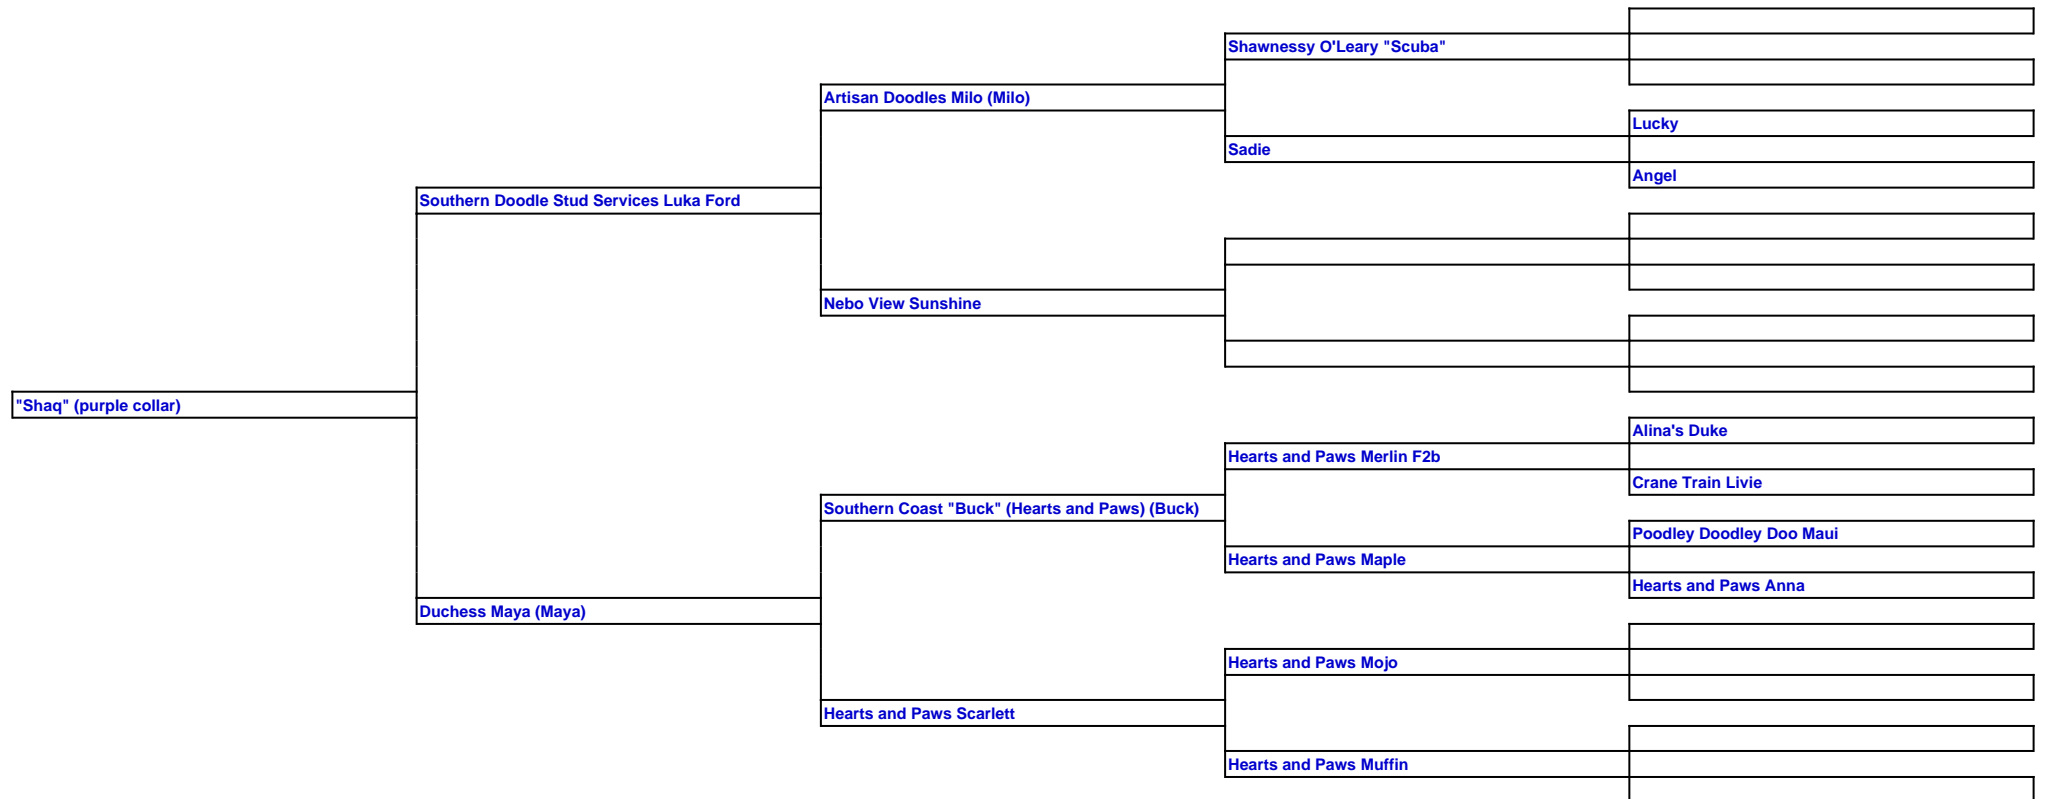 Shawnessy O'Leary "Scuba"
Artisan Doodles Milo (Milo)
Lucky
Sadie
Angel
Southern Doodle Stud Services Luka Ford
Nebo View Sunshine
"Shaq" (purple collar)
Alina's Duke
Hearts and Paws Merlin F2b
Crane Train Livie
Southern Coast "Buck" (Hearts and Paws) (Buck)
Poodley Doodley Doo Maui
Hearts and Paws Maple
Hearts and Paws Anna
Duchess Maya (Maya)
Hearts and Paws Mojo
Hearts and Paws Scarlett
Hearts and Paws Muffin